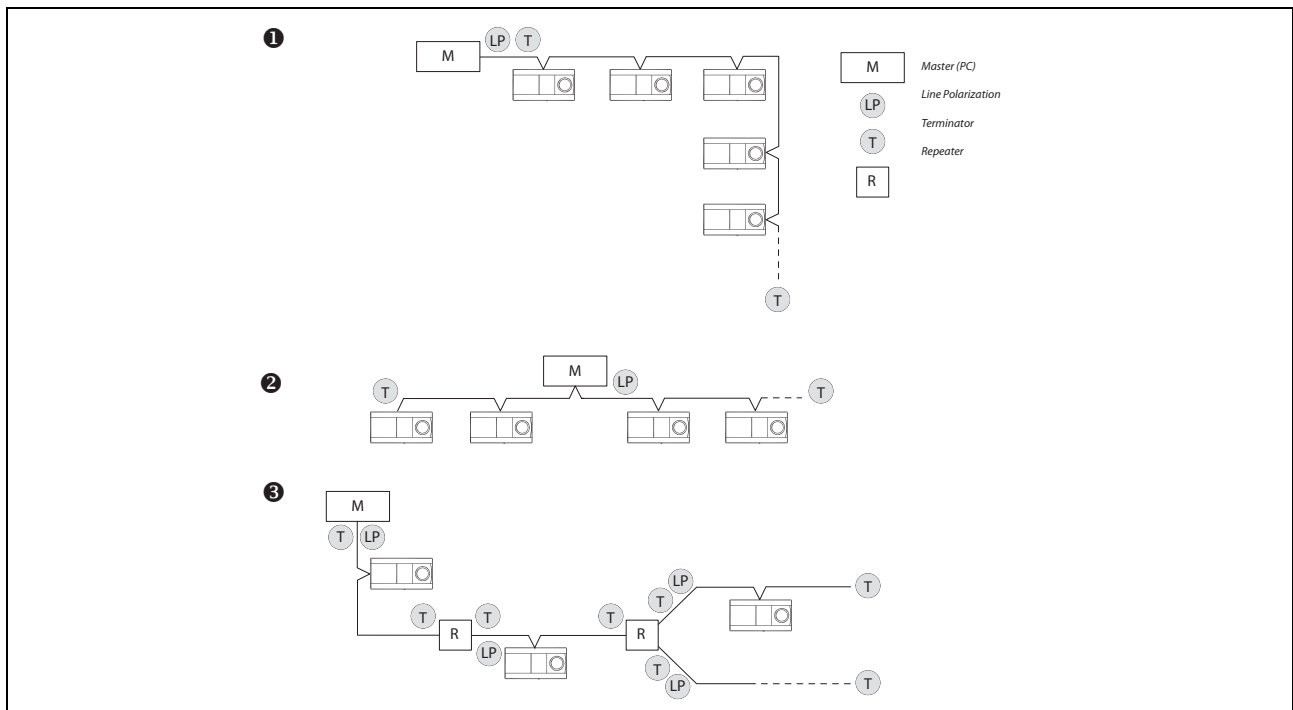 ❶
M LP T
M Master (PC)
LP Line Polarization
T Terminator
R Repeater
T
❷
T M LP T
❸
M
T LP
T R T
LP
T R
T LP T
T LP T